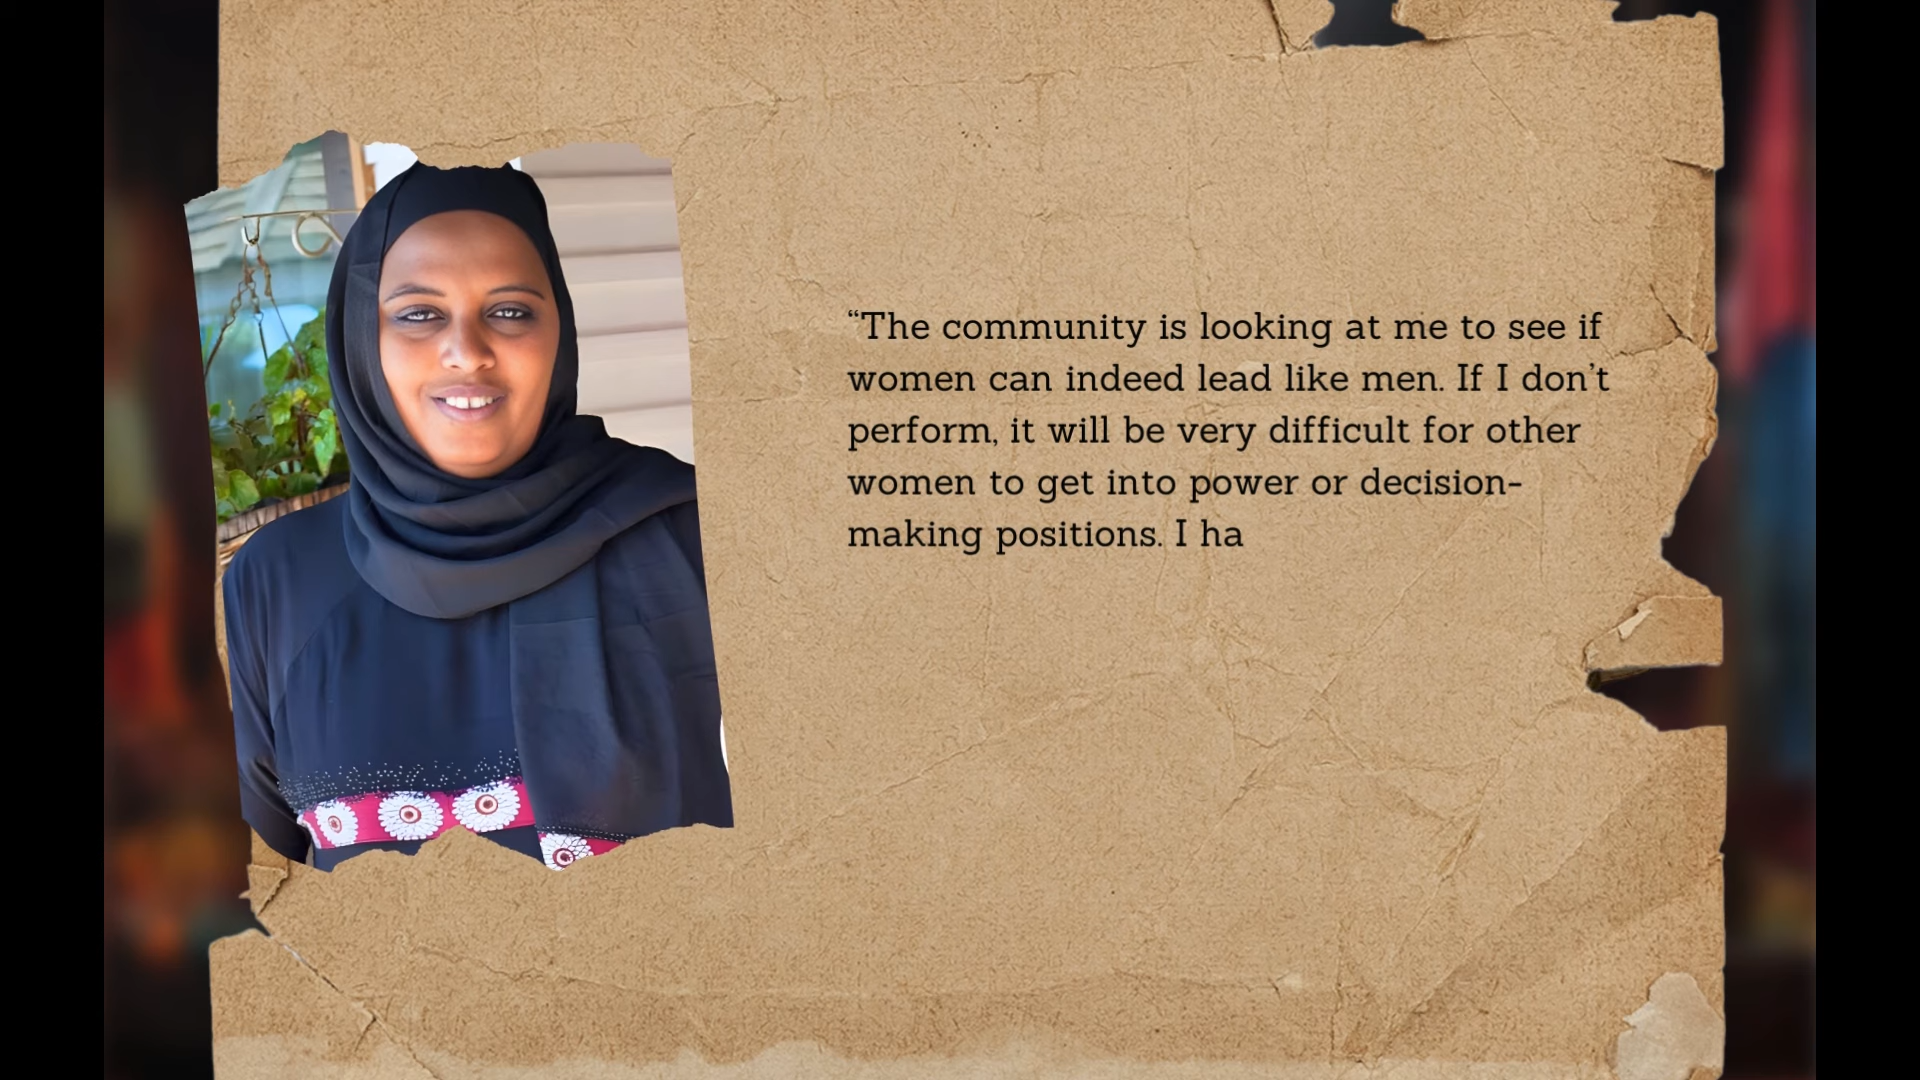 “The community is looking at me to see if
women can indeed lead like men. If I don’t
perform, it will be very difficult for other
women to get into power or decision-
making positions. I ha